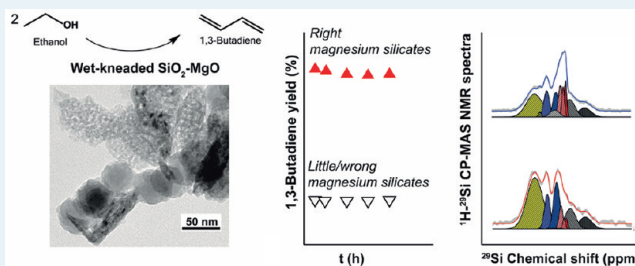 2
OH
Ethanol
1,3-Butadiene
Wet-kneaded SiO₂-MgO
50 nm
1,3-Butadiene yield (%)
Right
magnesium silicates
Little/wrong
magnesium silicates
t (h)
¹H-²⁹Si CP-MAS NMR spectra
²⁹Si Chemical shift (ppm)